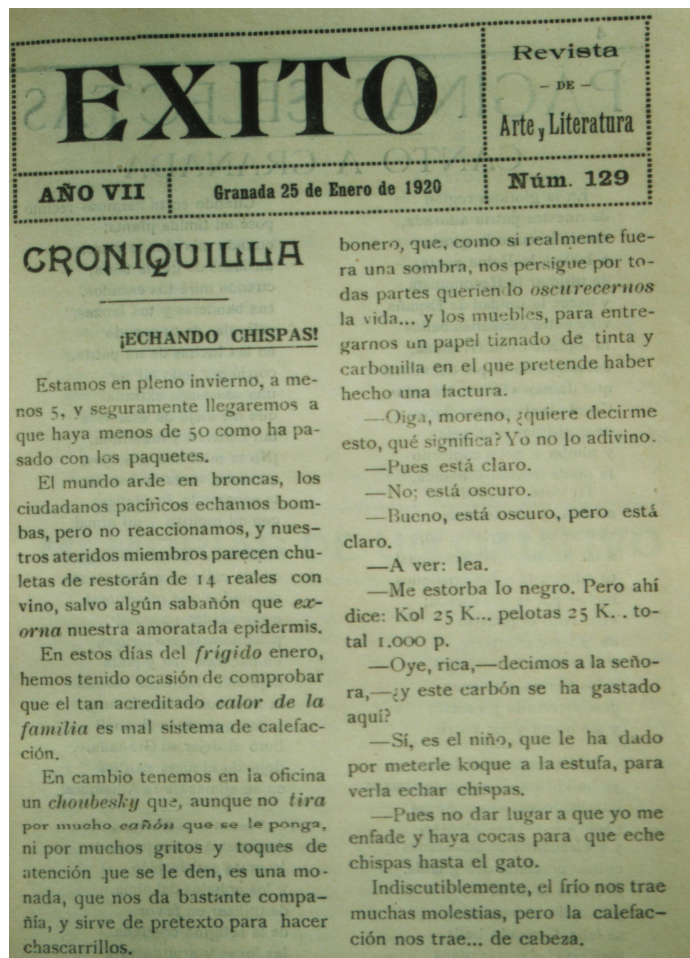 EXITO
Revista
— DE —
Arte y Literatura
AÑO VII
Granada 25 de Enero de 1920
Núm. 129
CRONIQUILLA
¡ECHANDO CHISPAS!
Estamos en pleno invierno, a me-
nos 5, y seguramente llegaremos a
que haya menos de 50 como ha pa-
sado con los paquetes.
El mundo arde en broncas, los
ciudadanos pacíficos echamos bom-
bas, pero no reaccionamos, y nues-
tros ateridos miembros parecen chu-
letas de restorán de 14 reales con
vino, salvo algún sabañón que ex-
orna nuestra amoratada epidermis.
En estos días del frígido enero,
hemos tenido ocasión de comprobar
que el tan acreditado calor de la
familia es mal sistema de calefac-
ción.
En cambio tenemos en la oficina
un choubesky que, aunque no tira
por mucho cañón que se le ponga,
ni por muchos gritos y toques de
atención que se le den, es una mo-
nada, que nos da bastante compa-
ñía, y sirve de pretexto para hacer
chascarrillos.
bonero, que, como si realmente fue-
ra una sombra, nos persigue por to-
das partes querien lo oscurecernos
la vida... y los muebles, para entre-
garnos un papel tiznado de tinta y
carbonilla en el que pretende haber
hecho una factura.
—Oiga, moreno, ¿quiere decirme
esto, qué significa? Yo no lo adivino.
—Pues está claro.
—No; está oscuro.
—Bueno, está oscuro, pero está
claro.
—A ver: lea.
—Me estorba lo negro. Pero ahí
dice: Kol 25 K... pelotas 25 K. . to-
tal 1.000 p.
—Oye, rica,—decimos a la seño-
ra,—¿y este carbón se ha gastado
aquí?
—Sí, es el niño, que le ha dado
por meterle koque a la estufa, para
verla echar chispas.
—Pues no dar lugar a que yo me
enfade y haya cocas para que eche
chispas hasta el gato.
Indiscutiblemente, el frío nos trae
muchas molestias, pero la calefac-
ción nos trae... de cabeza.